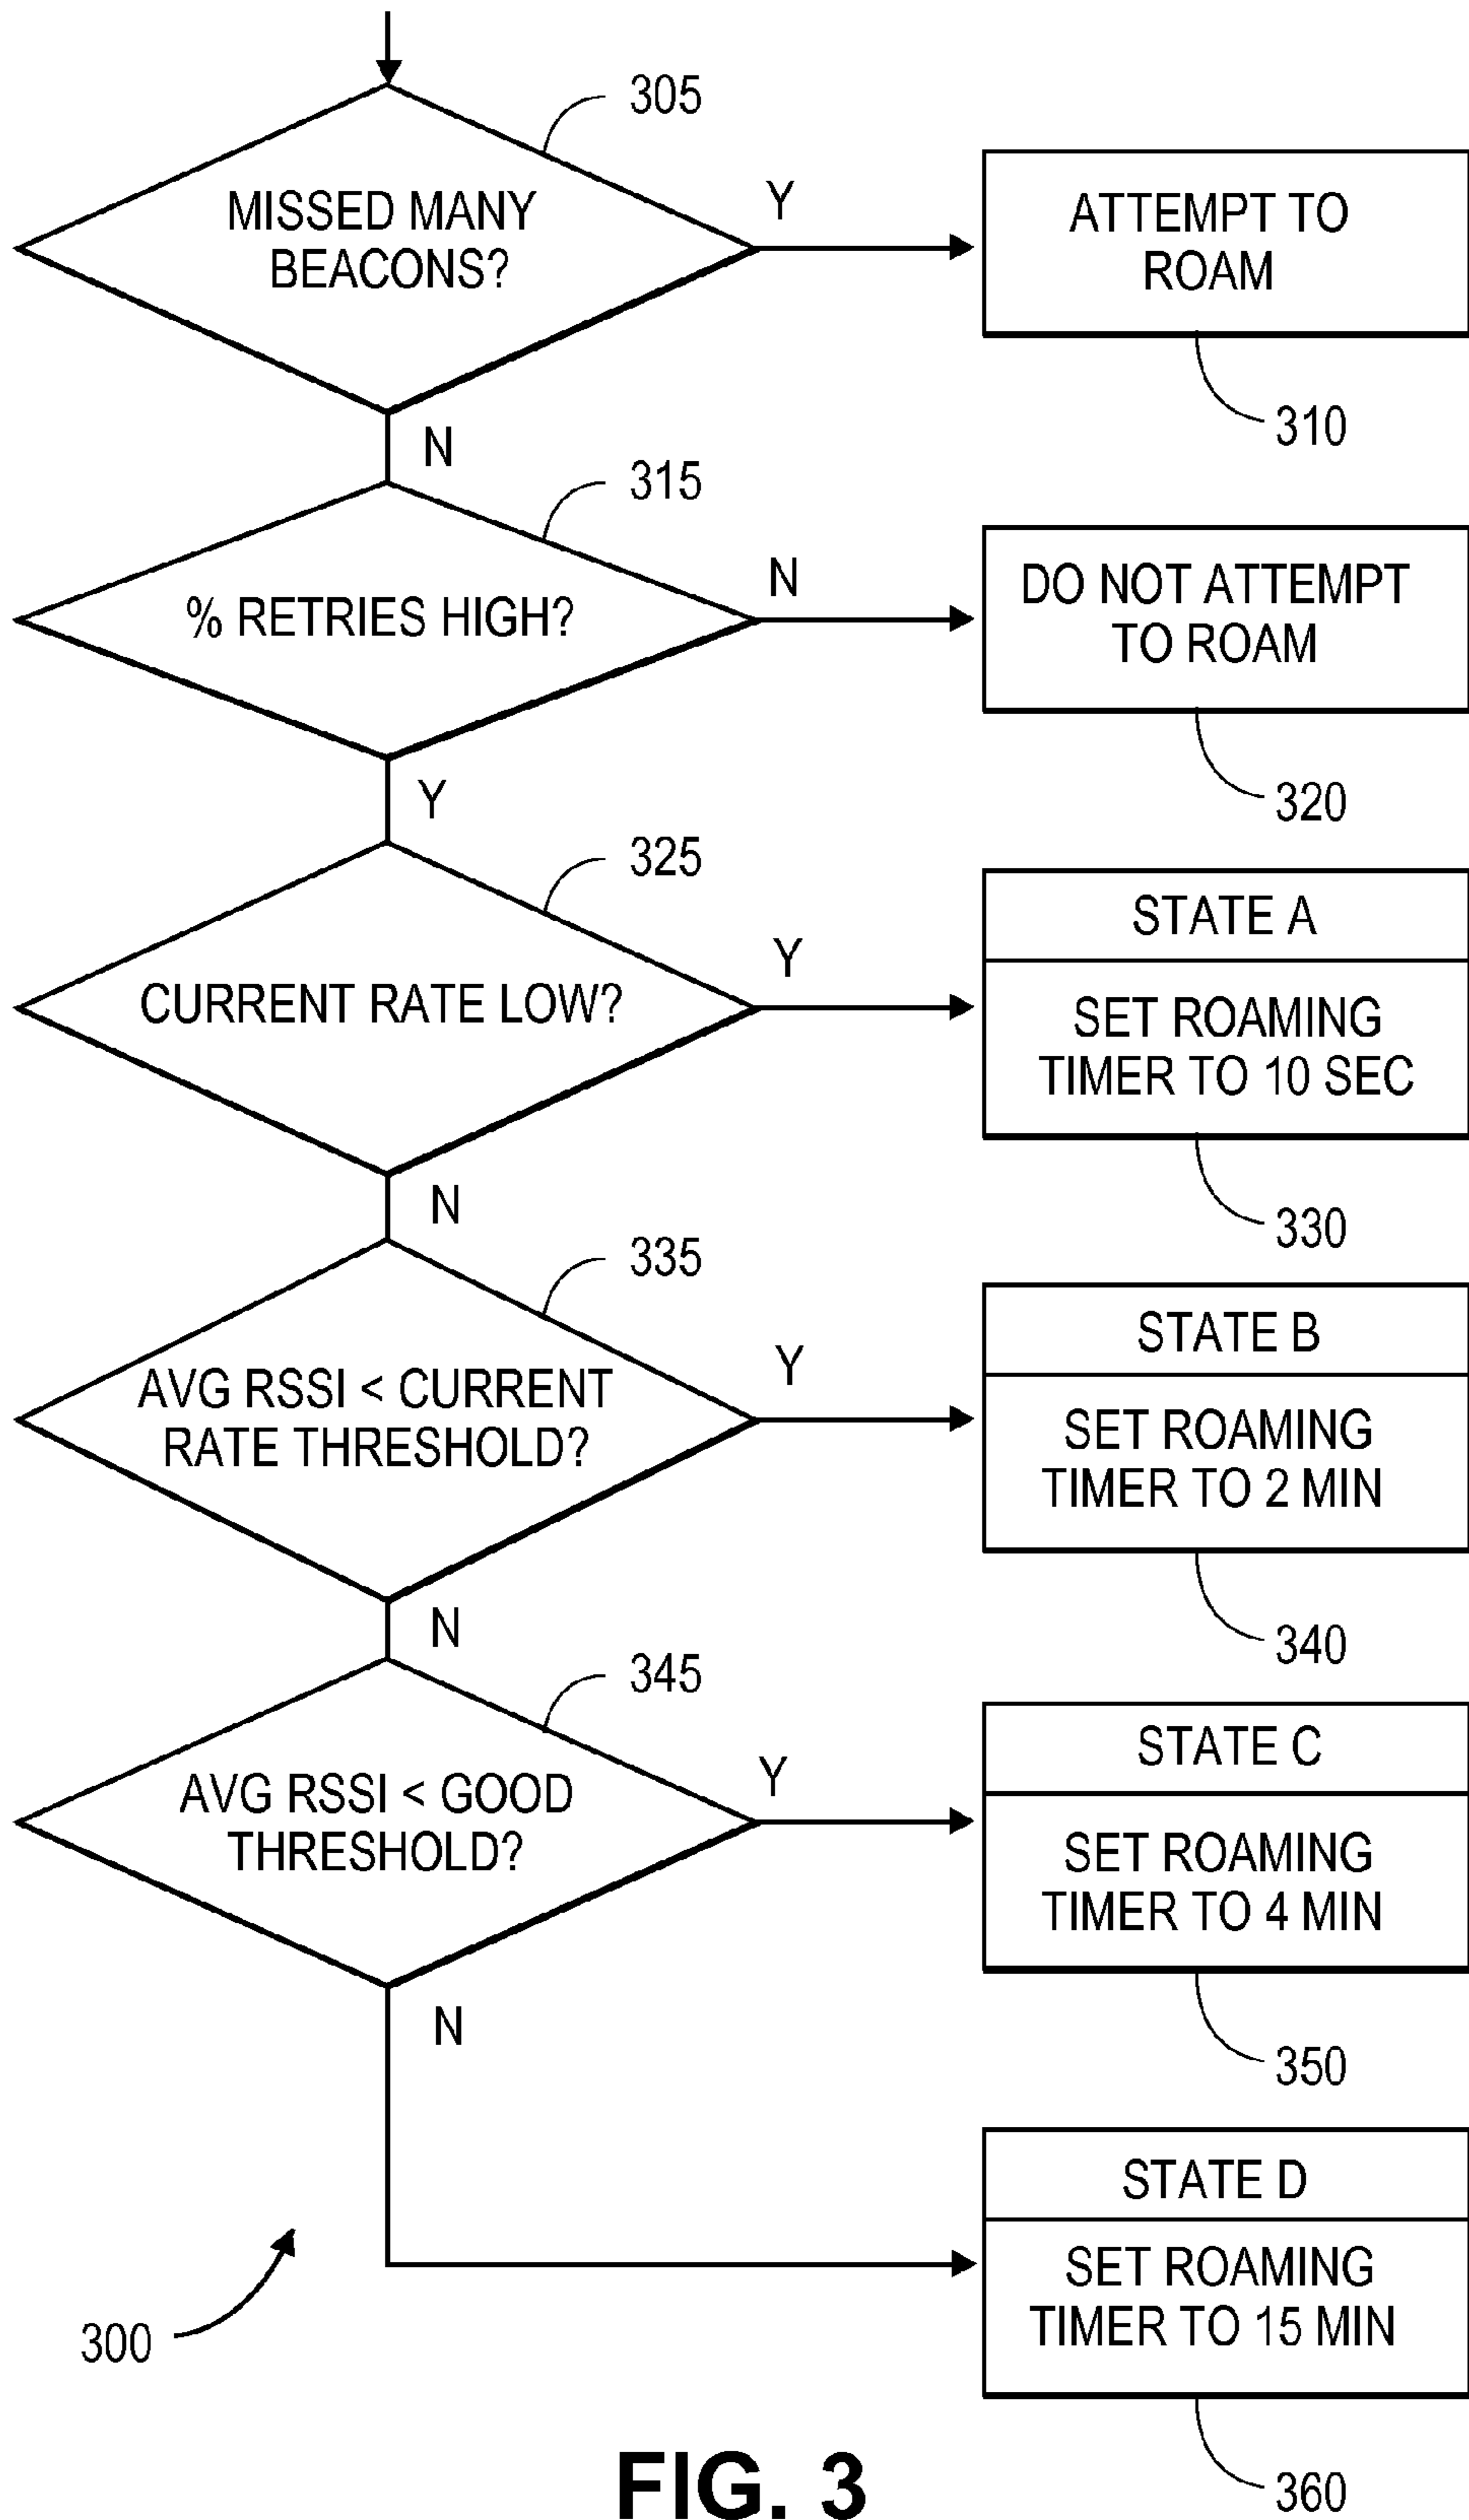 305
MISSED MANY
BEACONS?
Y
ATTEMPT TO
ROAM
310
N
315
% RETRIES HIGH?
N
DO NOT ATTEMPT
TO ROAM
320
Y
325
CURRENT RATE LOW?
Y
STATE A
SET ROAMING
TIMER TO 10 SEC
330
N
335
AVG RSSI < CURRENT
RATE THRESHOLD?
Y
STATE B
SET ROAMING
TIMER TO 2 MIN
340
N
345
AVG RSSI < GOOD
THRESHOLD?
Y
STATE C
SET ROAMING
TIMER TO 4 MIN
350
N
STATE D
SET ROAMING
TIMER TO 15 MIN
360
300
FIG. 3